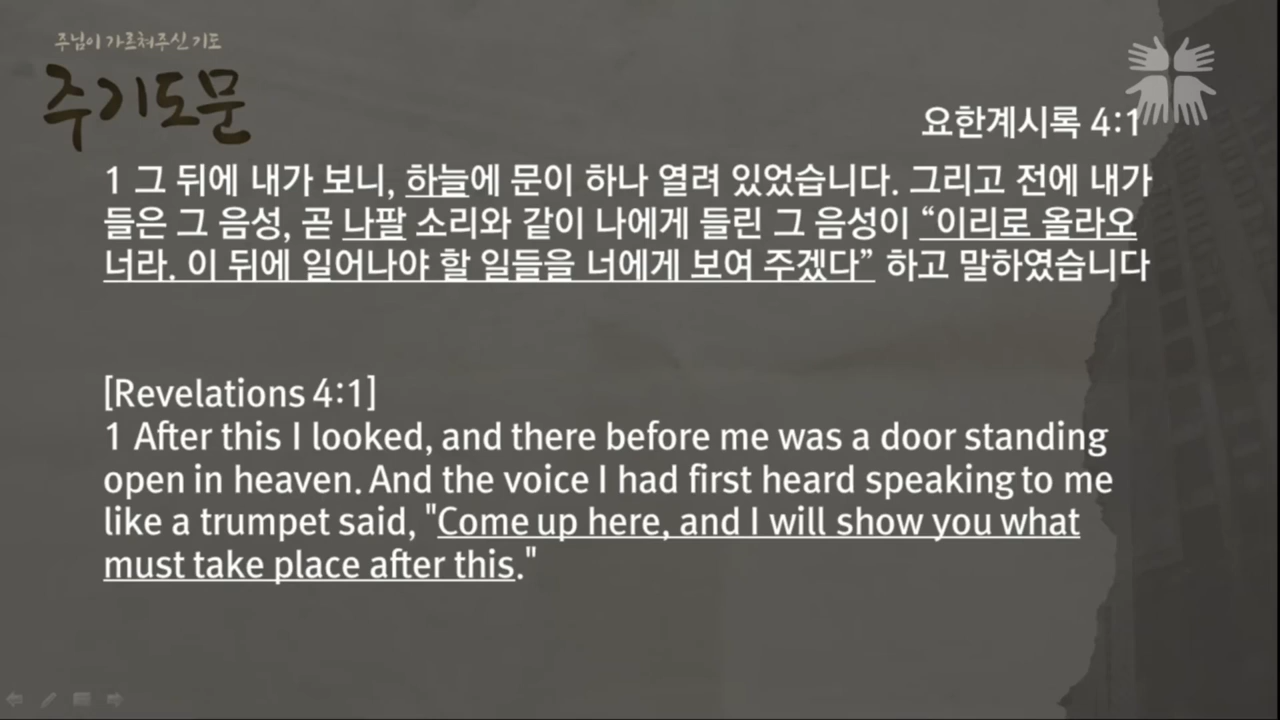 주님이 가르쳐주신 기도
주기도문
요한계시록 4:1
1 그 뒤에 내가 보니, 하늘에 문이 하나 열려 있었습니다. 그리고 전에 내가
들은 그 음성, 곧 나팔 소리와 같이 나에게 들린 그 음성이 “이리로 올라오
너라. 이 뒤에 일어나야 할 일들을 너에게 보여 주겠다” 하고 말하였습니다
[Revelations 4:1]
1 After this I looked, and there before me was a door standing
open in heaven. And the voice I had first heard speaking to me
like a trumpet said, "Come up here, and I will show you what
must take place after this."